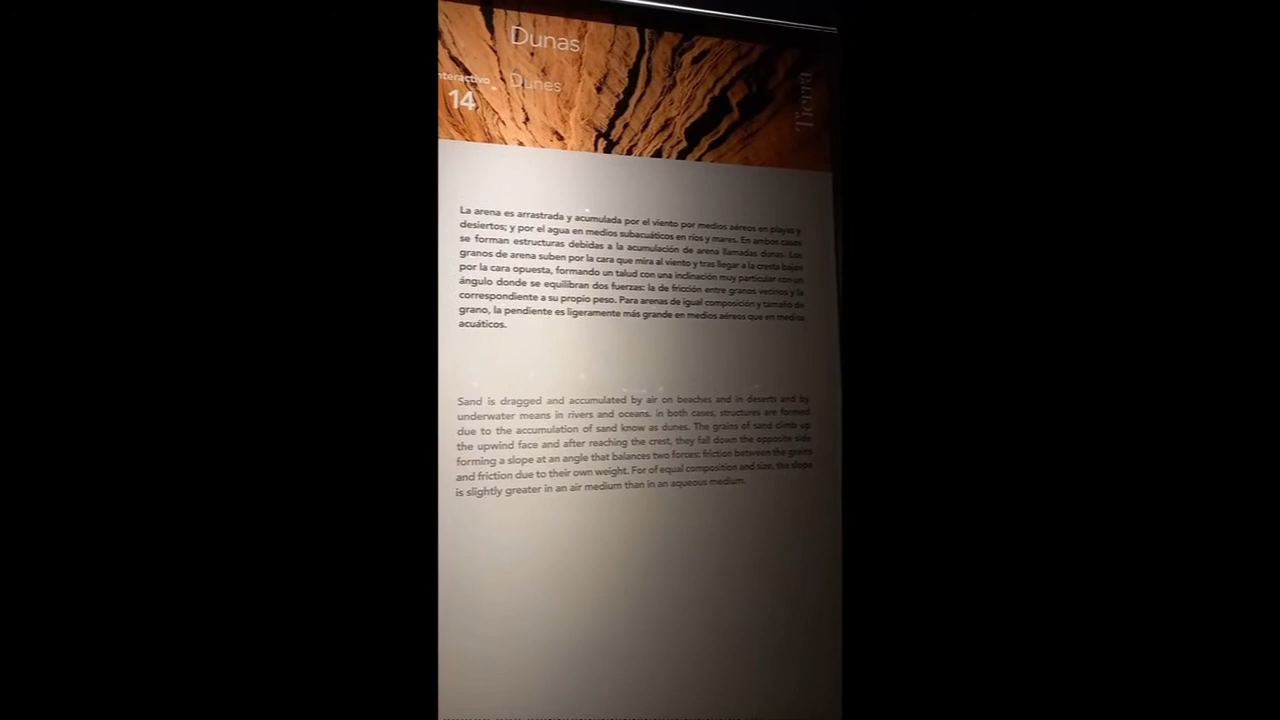 Dunas
nteractivo
Dunes
14
Tierra
La arena es arrastrada y acumulada por el viento por medios aéreos en playas y
desiertos; y por el agua en medios subacuáticos en ríos y mares. En ambos casos
se forman estructuras debidas a la acumulación de arena llamadas dunas. Los
granos de arena suben por la cara que mira al viento y tras llegar a la cresta bajan
por la cara opuesta, formando un talud con una inclinación muy particular con un
ángulo donde se equilibran dos fuerzas: la de fricción entre granos vecinos y la
correspondiente a su propio peso. Para arenas de igual composición y tamaño de
grano, la pendiente es ligeramente más grande en medios aéreos que en medios
acuáticos.
Sand is dragged and accumulated by air on beaches and in deserts and by
underwater means in rivers and oceans. in both cases, structures are formed
due to the accumulation of sand know as dunes. The grains of sand climb up
the upwind face and after reaching the crest, they fall down the opposite side
forming a slope at an angle that balances two forces: friction between the grains
and friction due to their own weight. For of equal composition and size, the slope
is slightly greater in an air medium than in an aqueous medium.